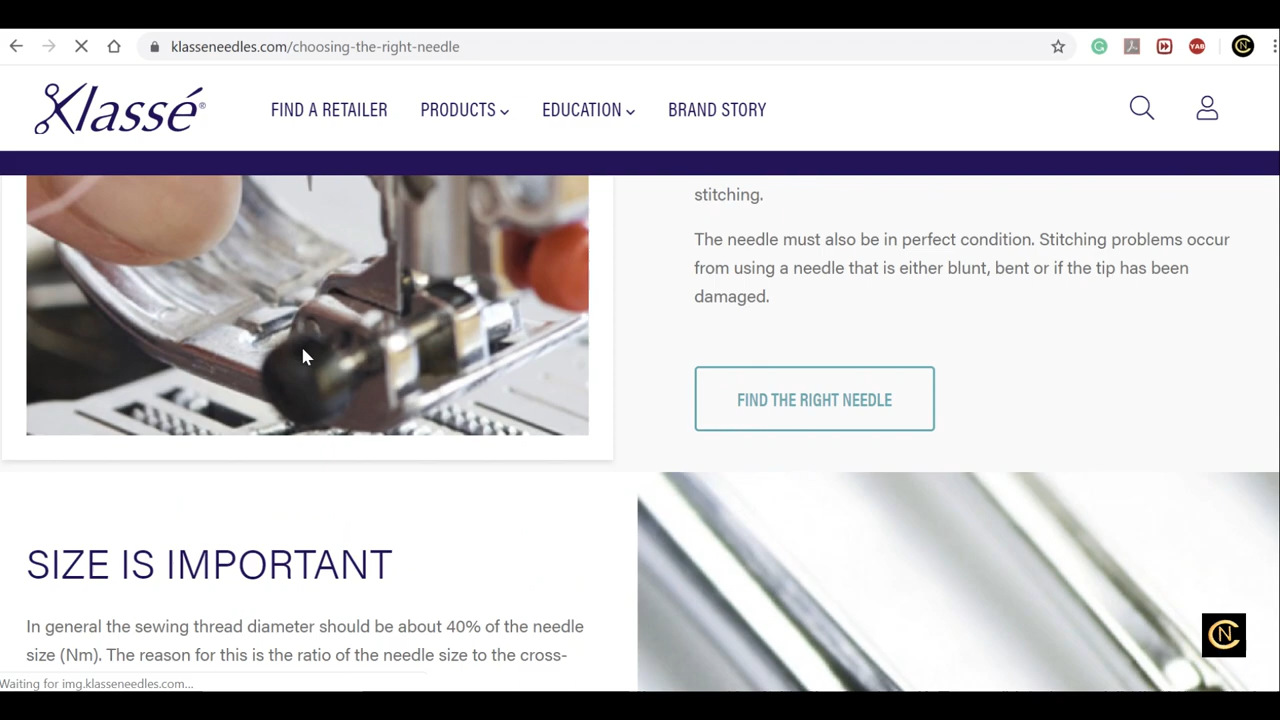 klasseneedles.com/choosing-the-right-needle
YAB
CN
Klassé®
FIND A RETAILER
PRODUCTS
EDUCATION
BRAND STORY
stitching.
The needle must also be in perfect condition. Stitching problems occur
from using a needle that is either blunt, bent or if the tip has been
damaged.
FIND THE RIGHT NEEDLE
SIZE IS IMPORTANT
In general the sewing thread diameter should be about 40% of the needle
size (Nm). The reason for this is the ratio of the needle size to the cross-
CN
Waiting for img.klasseneedles.com...